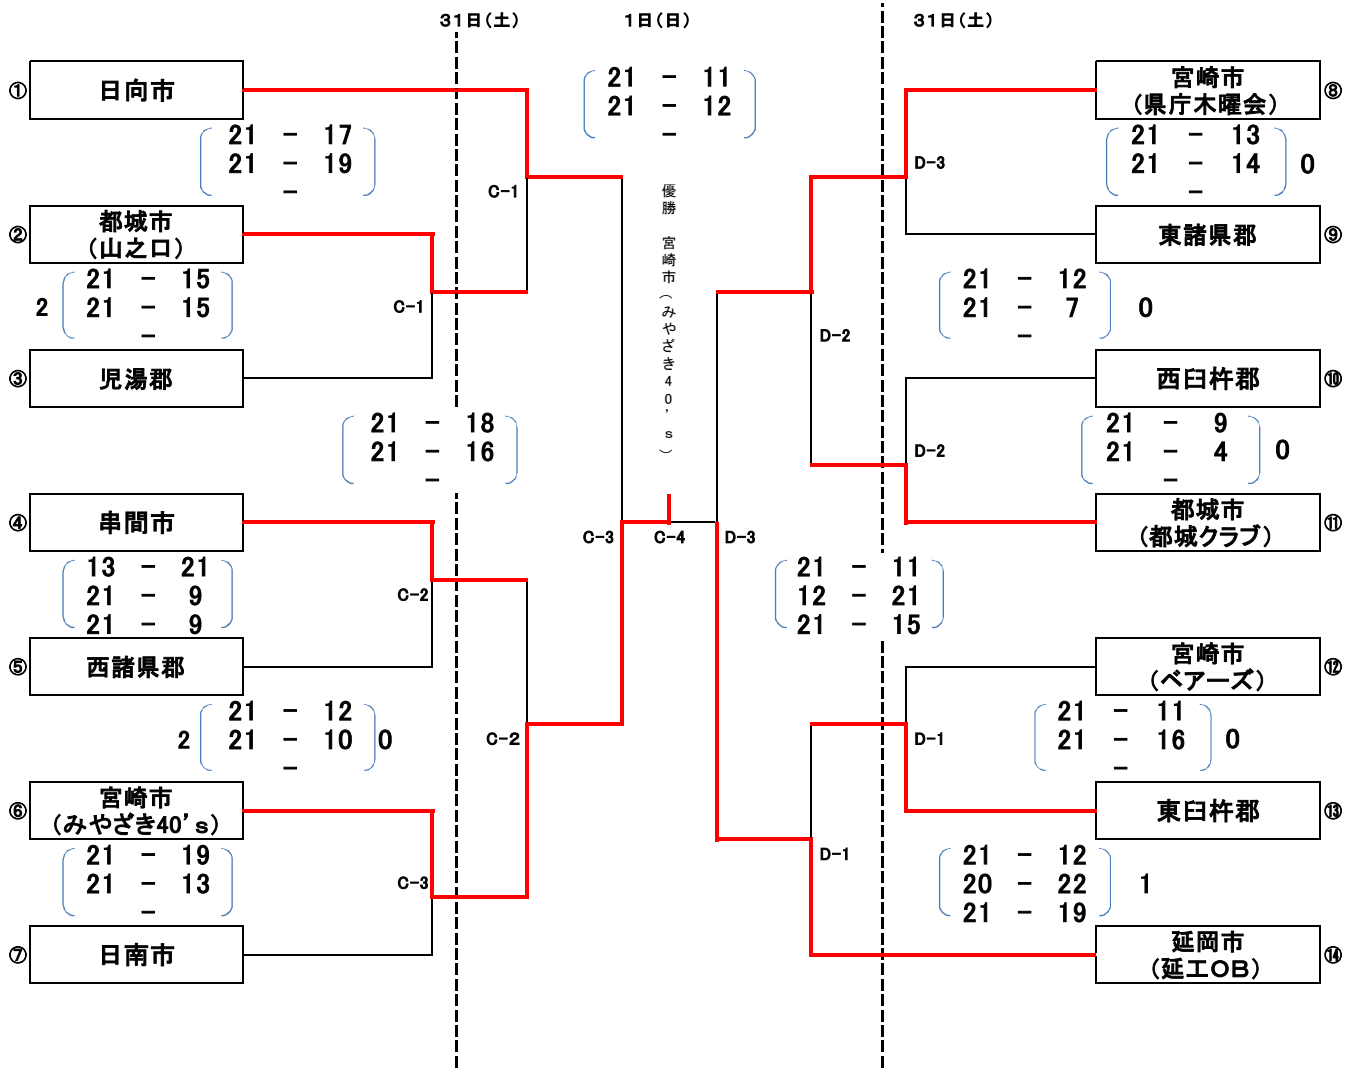 31日(土)
1日(日)
31日(土)
21 - 11
21 - 12
-
優勝 宮崎市(みやざき40's)
① 日向市
21 - 17
21 - 19
-
C-1
② 都城市
(山之口)
21 - 15
2 21 - 15
-
C-1
③ 児湯郡
21 - 18
21 - 16
-
④ 串間市
13 - 21
21 - 9
21 - 9
C-2
⑤ 西諸県郡
21 - 12
2 21 - 10 0
-
C-2
⑥ 宮崎市
(みやざき40's)
21 - 19
21 - 13
-
C-3
⑦ 日南市
C-3
C-4
D-3
宮崎市 ⑧
(県庁木曜会)
21 - 13
21 - 14 0
-
D-3
東諸県郡 ⑨
21 - 12
21 - 7 0
-
D-2
西臼杵郡 ⑩
21 - 9
21 - 4 0
-
D-2
都城市 ⑪
(都城クラブ)
21 - 11
12 - 21
21 - 15
宮崎市 ⑫
(ベアーズ)
21 - 11
21 - 16 0
-
D-1
東臼杵郡 ⑬
21 - 12
20 - 22 1
21 - 19
D-1
延岡市 ⑭
(延工OB)